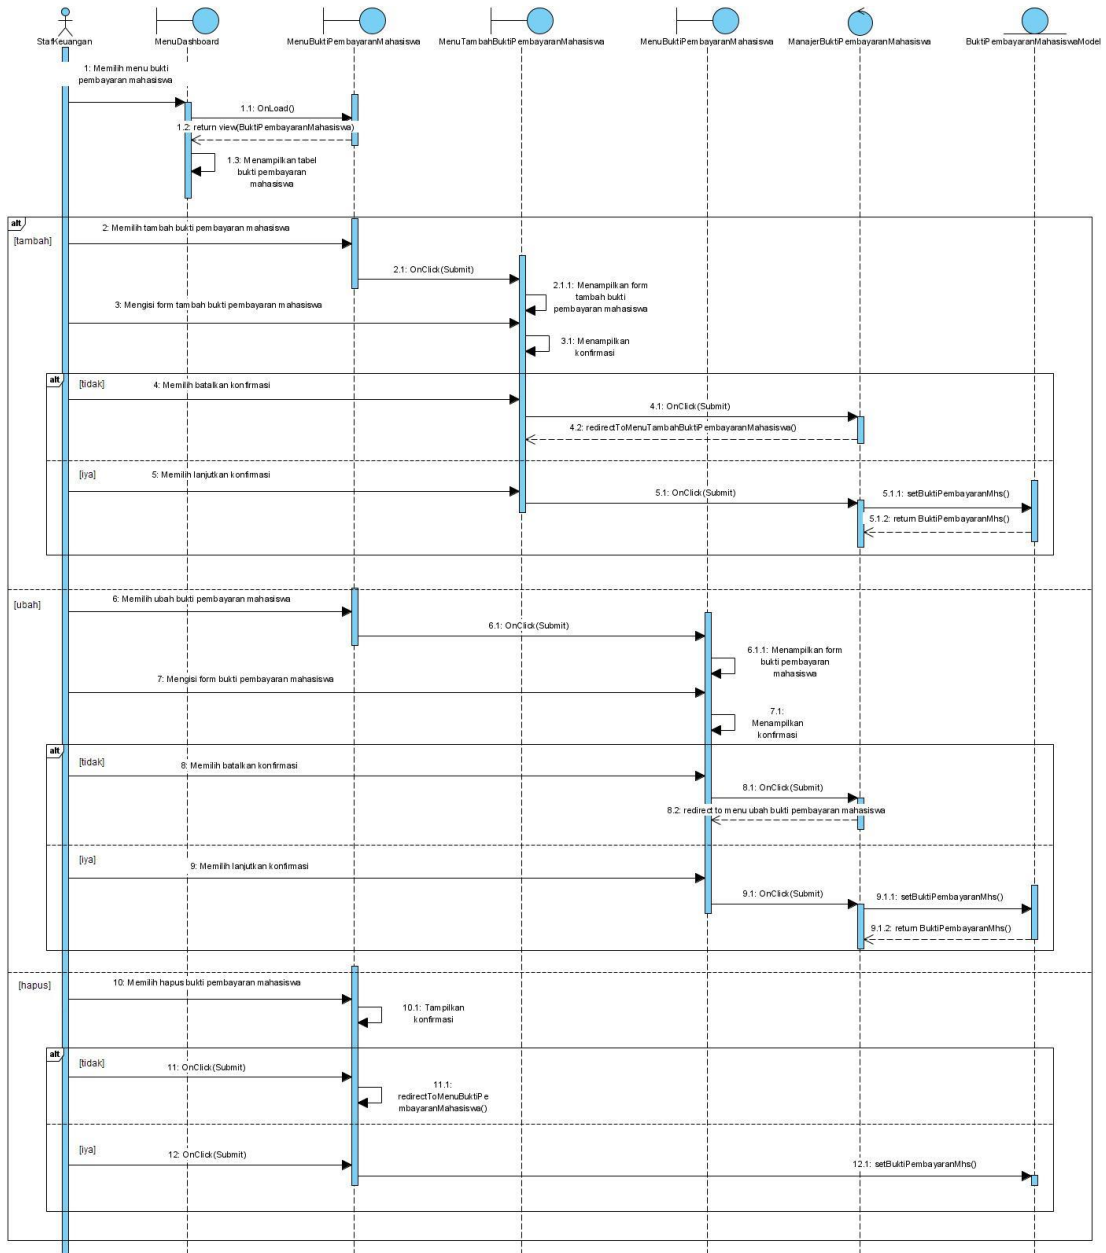 StafKeuangan
MenuDashboard
MenuBuktiPembayaranMahasiswa
MenuTambahBuktiPembayaranMahasiswa
MenuBuktiPembayaranMahasiswa
ManajerBuktiPembayaranMahasiswa
BuktiPembayaranMahasiswaModel
1: Memilih menu bukti
pembayaran mahasiswa
1.1: OnLoad()
1.2: return view(BuktiPembayaranMahasiswa)
1.3: Menampilkan tabel
bukti pembayaran
mahasiswa
alt
[tambah]
2: Memilih tambah bukti pembayaran mahasiswa
2.1: OnClick(Submit)
2.1.1: Menampilkan form
tambah bukti
pembayaran mahasiswa
3: Mengisi form tambah bukti pembayaran mahasiswa
3.1: Menampilkan
konfirmasi
alt
[tidak]
4: Memilih batalkan konfirmasi
4.1: OnClick(Submit)
4.2: redirectToMenuTambahBuktiPembayaranMahasiswa()
[iya]
5: Memilih lanjutkan konfirmasi
5.1: OnClick(Submit)
5.1.1: setBuktiPembayaranMhs()
5.1.2: return BuktiPembayaranMhs()
[ubah]
6: Memilih ubah bukti pembayaran mahasiswa
6.1: OnClick(Submit)
6.1.1: Menampilkan form
bukti pembayaran
mahasiswa
7: Mengisi form bukti pembayaran mahasiswa
7.1:
Menampilkan
konfirmasi
alt
[tidak]
8: Memilih batalkan konfirmasi
8.1: OnClick(Submit)
8.2: redirect to menu ubah bukti pembayaran mahasiswa
[iya]
9: Memilih lanjutkan konfirmasi
9.1: OnClick(Submit)
9.1.1: setBuktiPembayaranMhs()
9.1.2: return BuktiPembayaranMhs()
[hapus]
10: Memilih hapus bukti pembayaran mahasiswa
10.1: Tampilkan
konfirmasi
alt
[tidak]
11: OnClick(Submit)
11.1:
redirectToMenuBuktiPe
mbayaranMahasiswa()
[iya]
12: OnClick(Submit)
12.1: setBuktiPembayaranMhs()